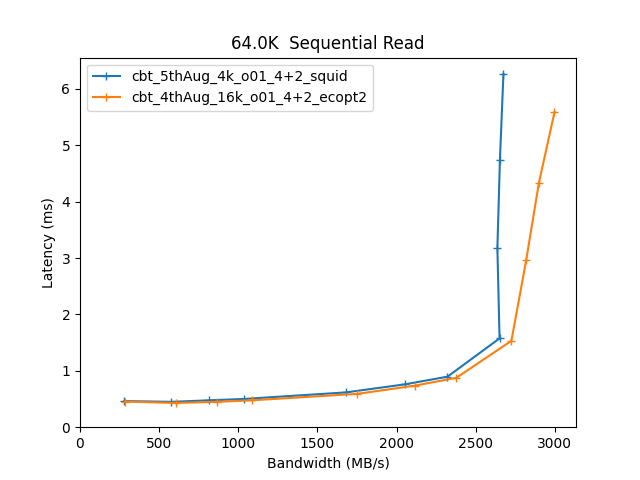 64.0K  Sequential Read
cbt_5thAug_4k_o01_4+2_squid
cbt_4thAug_16k_o01_4+2_ecopt2
Latency (ms)
6
5
4
3
2
1
0
0 500 1000 1500 2000 2500 3000
Bandwidth (MB/s)